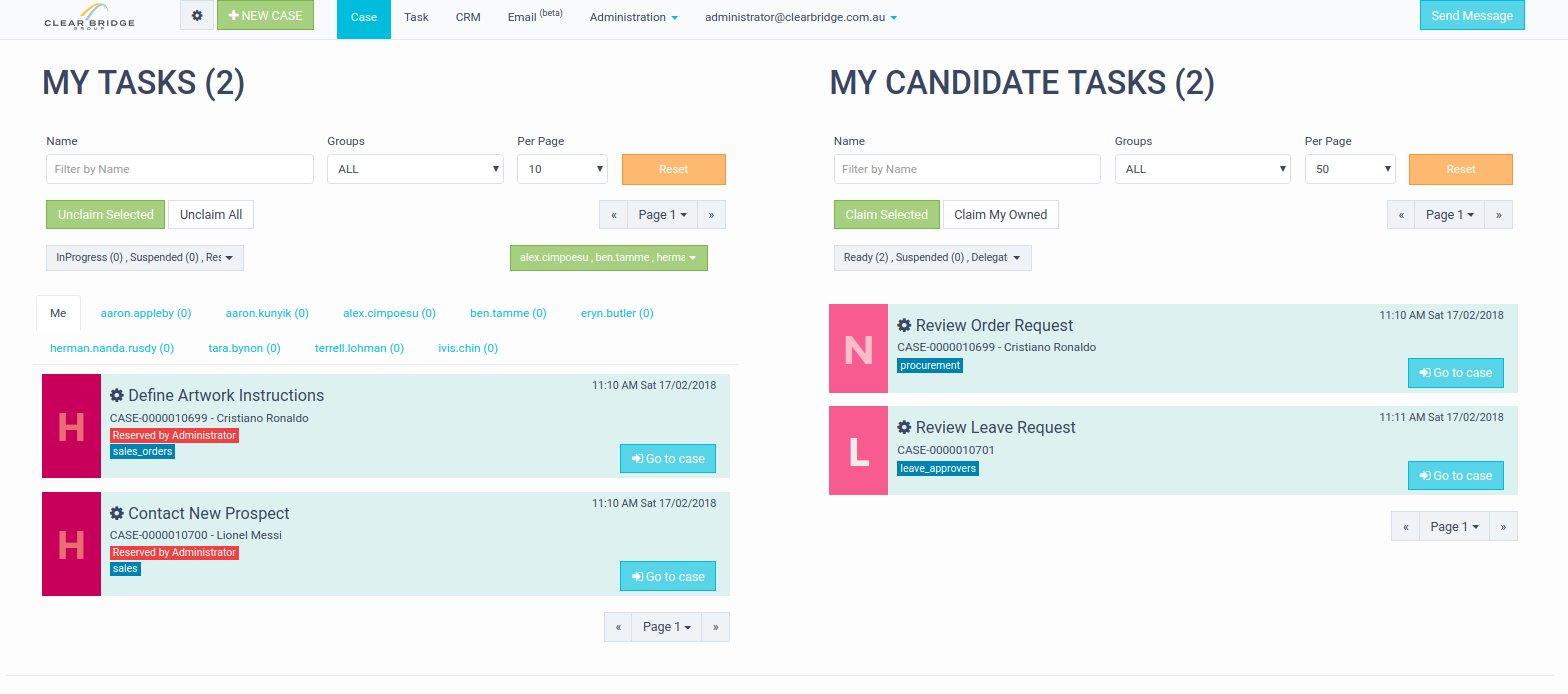 CLEAR BRIDGE
GROUP
NEW CASE
Case
Task
CRM
Email (beta)
Administration
administrator@clearbridge.com.au
Send Message
MY TASKS (2)
Name
Groups
Per Page
Filter by Name
ALL
10
Reset
Unclaim Selected
Unclaim All
« Page 1 »
InProgress (0) , Suspended (0) , Res
alex.cimpoesu , ben.tamme , herma
Me
aaron.appleby (0)
aaron.kunyik (0)
alex.cimpoesu (0)
ben.tamme (0)
eryn.butler (0)
herman.nanda.rusdy (0)
tara.bynon (0)
terrell.lohman (0)
ivis.chin (0)
H
Define Artwork Instructions
11:10 AM Sat 17/02/2018
CASE-0000010699 - Cristiano Ronaldo
Reserved by Administrator
sales_orders
Go to case
H
Contact New Prospect
11:10 AM Sat 17/02/2018
CASE-0000010700 - Lionel Messi
Reserved by Administrator
sales
Go to case
« Page 1 »
MY CANDIDATE TASKS (2)
Name
Groups
Per Page
Filter by Name
ALL
50
Reset
Claim Selected
Claim My Owned
« Page 1 »
Ready (2) , Suspended (0) , Delegat
N
Review Order Request
11:10 AM Sat 17/02/2018
CASE-0000010699 - Cristiano Ronaldo
procurement
Go to case
L
Review Leave Request
11:11 AM Sat 17/02/2018
CASE-0000010701
leave_approvers
Go to case
« Page 1 »